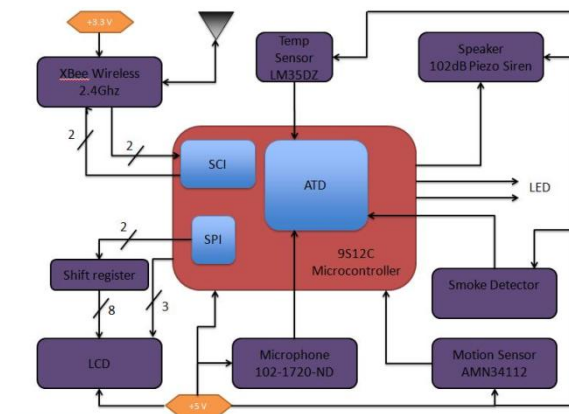 +3.3 V
XBee Wireless
2.4Ghz
Temp
Sensor
LM35DZ
Speaker
102dB Piezo Siren
2
2
SCI
ATD
LED
2
SPI
9S12C
Microcontroller
Shift register
8
3
Smoke Detector
LCD
Microphone
102-1720-ND
Motion Sensor
AMN34112
+5 V